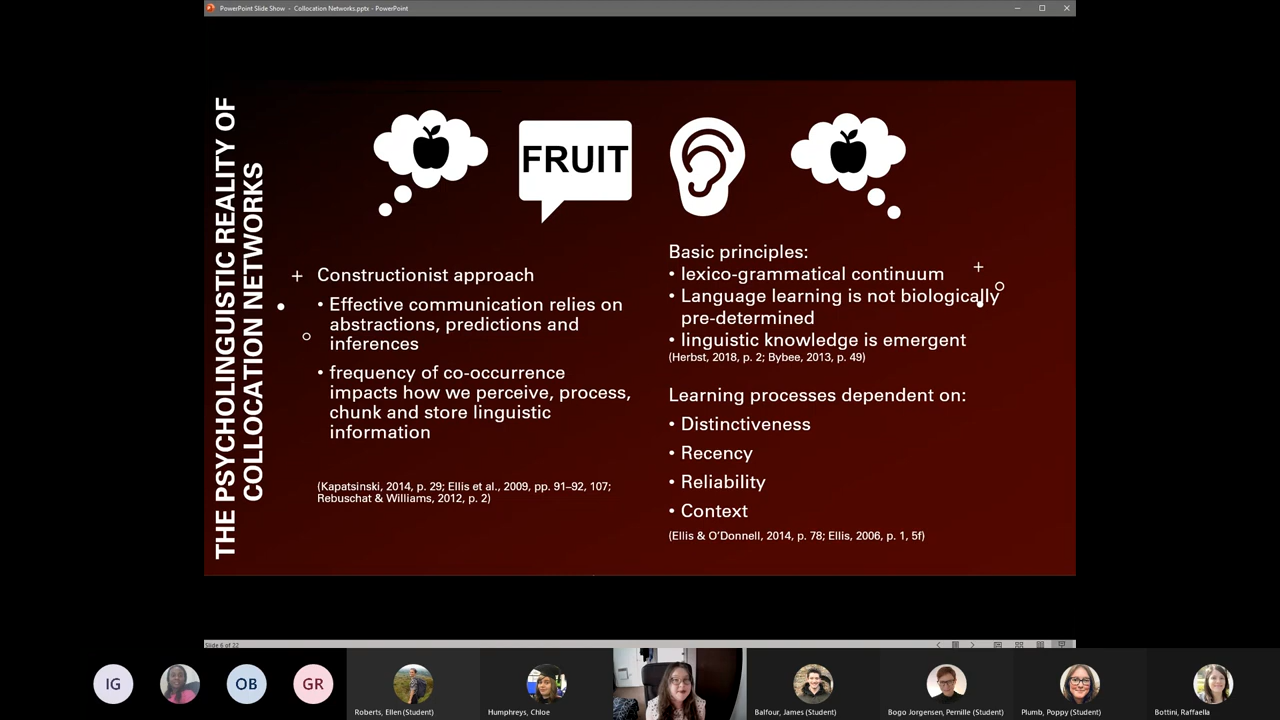 PowerPoint Slide Show - Collocation Networks.pptx - PowerPoint
THE PSYCHOLINGUISTIC REALITY OF
COLLOCATION NETWORKS
FRUIT
+ Constructionist approach
• Effective communication relies on
abstractions, predictions and
inferences
• frequency of co-occurrence
impacts how we perceive, process,
chunk and store linguistic
information
(Kapatsinski, 2014, p. 29; Ellis et al., 2009, pp. 91–92, 107;
Rebuschat & Williams, 2012, p. 2)
Basic principles:
• lexico-grammatical continuum
• Language learning is not biologically
pre-determined
• linguistic knowledge is emergent
(Herbst, 2018, p. 2; Bybee, 2013, p. 49)
Learning processes dependent on:
• Distinctiveness
• Recency
• Reliability
• Context
(Ellis & O’Donnell, 2014, p. 78; Ellis, 2006, p. 1, 5f)
Slide 6 of 22
IG
OB
GR
Roberts, Ellen (Student)
Humphreys, Chloe
Balfour, James (Student)
Bogo Jorgensen, Pernille (Student)
Plumb, Poppy (Student)
Bottini, Raffaella